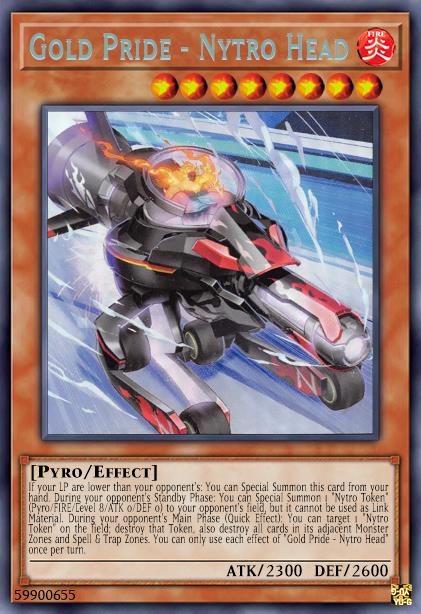 GOLD PRIDE - NYTRO HEAD
FIRE
炎
[PYRO/EFFECT]
If your LP are lower than your opponent's: You can Special Summon this card from your
hand. During your opponent's Standby Phase: You can Special Summon 1 "Nytro Token"
(Pyro/FIRE/Level 8/ATK 0/DEF 0) to your opponent's field, but it cannot be used as Link
Material. During your opponent's Main Phase (Quick Effect): You can target 1 "Nytro
Token" on the field; destroy that Token, also destroy all cards in its adjacent Monster
Zones and Spell & Trap Zones. You can only use each effect of "Gold Pride - Nytro Head"
once per turn.
ATK/2300 DEF/2600
59900655